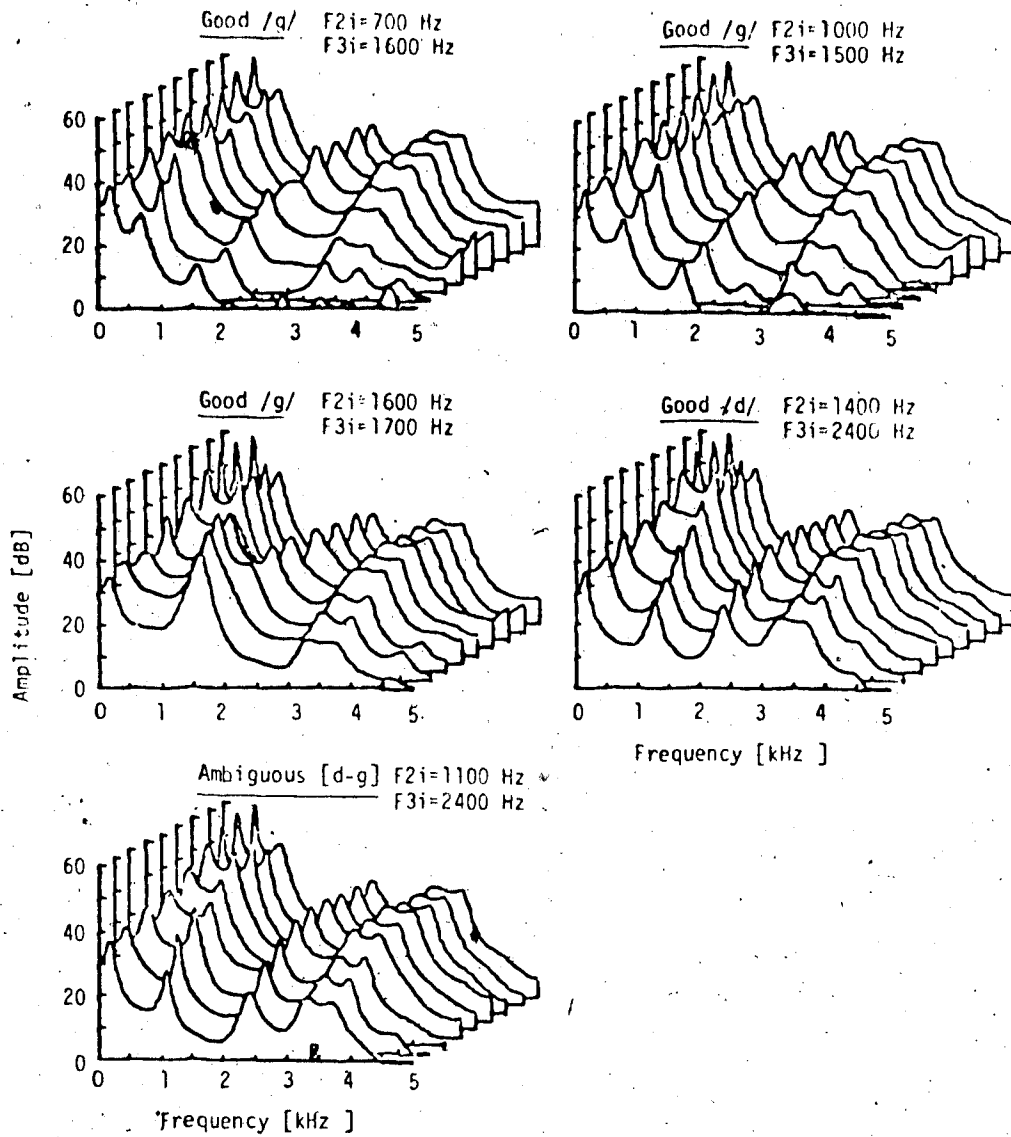 Good /g/ F2i=700 Hz
F3i=1600 Hz
Good /g/ F2i=1000 Hz
F3i=1500 Hz
60
40
20
0
0 1 2 3 4 5
0 1 2 3 4 5
Good /g/ F2i=1600 Hz
F3i=1700 Hz
Good /d/ F2i=1400 Hz
F3i=2400 Hz
Amplitude [dB]
60
40
20
0
0 1 2 3 4 5
0 1 2 3 4 5
Frequency [kHz ]
Ambiguous [d-g] F2i=1100 Hz
F3i=2400 Hz
60
40
20
0
0 1 2 3 4 5
Frequency [kHz ]